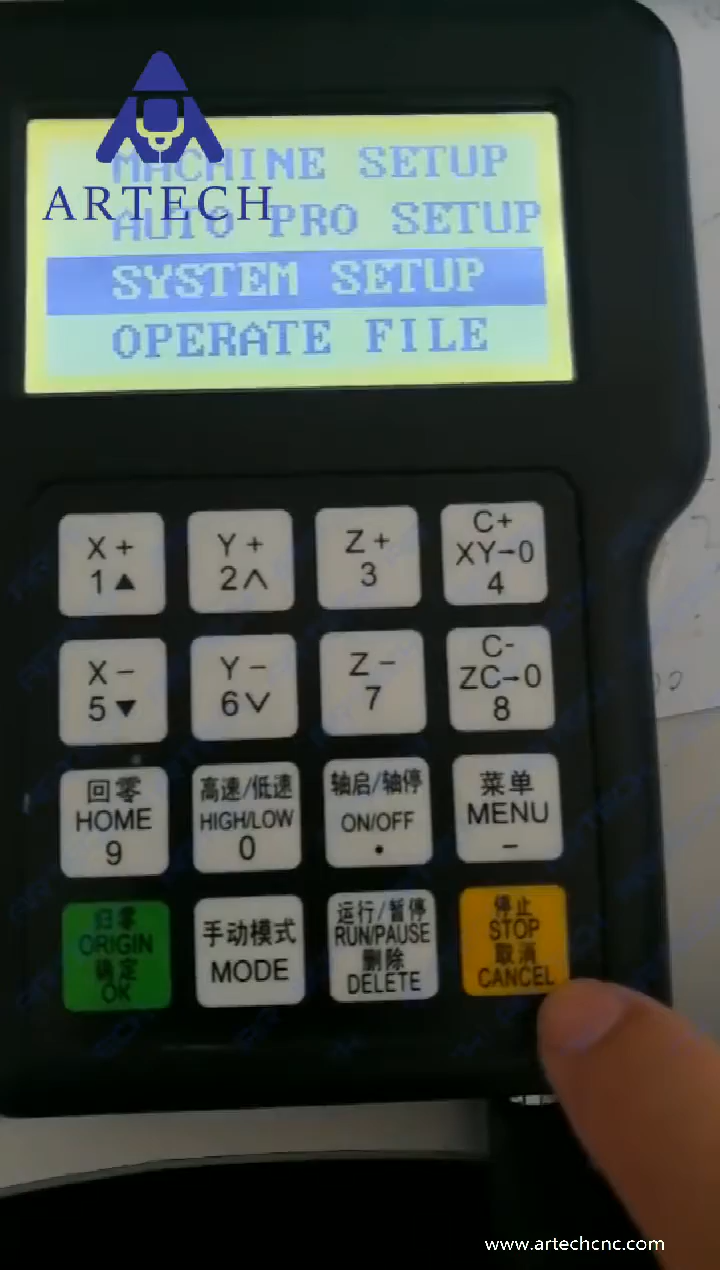 MACHINE SETUP
ARTECH
AUTO PRO SETUP
SYSTEM SETUP
OPERATE FILE
X+
1▲
Y+
2∧
Z+
3
C+
XY→0
4
X-
5▼
Y-
6∨
Z-
7
C-
ZC→0
8
回零
HOME
9
高速/低速
HIGH/LOW
0
轴启/轴停
ON/OFF
•
菜单
MENU
-
归零
ORIGIN
确定
OK
手动模式
MODE
运行/暂停
RUN/PAUSE
删除
DELETE
停止
STOP
取消
CANCEL
www.artechcnc.com